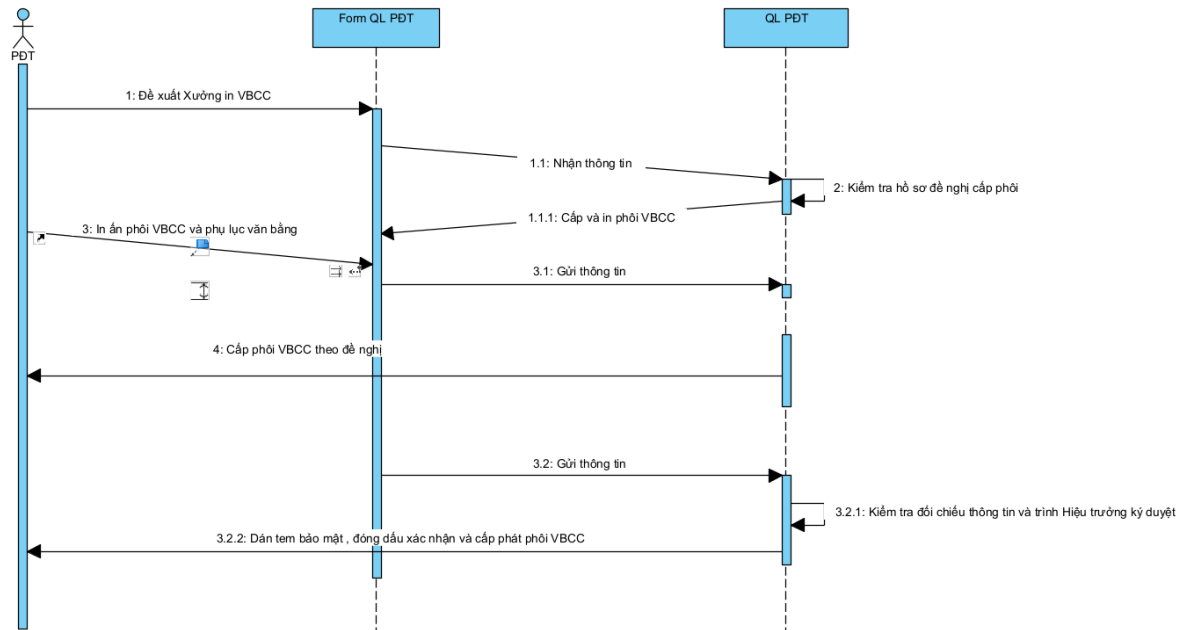 PĐT
Form QL PĐT
QL PĐT
1: Đề xuất Xưởng in VBCC
1.1: Nhận thông tin
2: Kiểm tra hồ sơ đề nghị cấp phôi
1.1.1: Cấp và in phôi VBCC
3: In ấn phôi VBCC và phụ lục văn bằng
3.1: Gửi thông tin
4: Cấp phôi VBCC theo đề nghị
3.2: Gửi thông tin
3.2.1: Kiểm tra đối chiếu thông tin và trình Hiệu trưởng ký duyệt
3.2.2: Dán tem bảo mật , đóng dấu xác nhận và cấp phát phôi VBCC